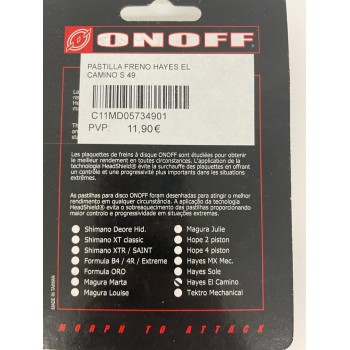 ONOFF
PASTILLA FRENO HAYES EL
CAMINO S 49
C11MD05734901
PVP: 11,90€
Les plaquettes de freins à disque ONOFF sont étudiées pour obtenir
le meilleur rendement en toutes circonstances. L'application de la
technologie HeadShield® évite la surchauffe des plaquettes en offrant
un contrôle et une progressivité dans les situations
extrêmes.
As pastilhas para disco ONOFF foram desenhadas para atingir o melhor
rendimento em qualquer circunstância. A aplicação da tecnologia
HeadShield® evita o sobreaquecimento das pastilhas proporcionando
maior controlo e progressividade em situações
extremas.
Shimano Deore Hid.
Shimano XT classic
Shimano XTR / SAINT
Formula B4 / 4R / Extreme
Formula ORO
Magura Marta
Magura Louise
Magura Julie
Hope 2 piston
Hope 4 piston
Hayes MX Mec.
Hayes Sole
Hayes El Camino
Tektro Mechanical
MADE IN TAIWAN
MORPH TO ATTACK